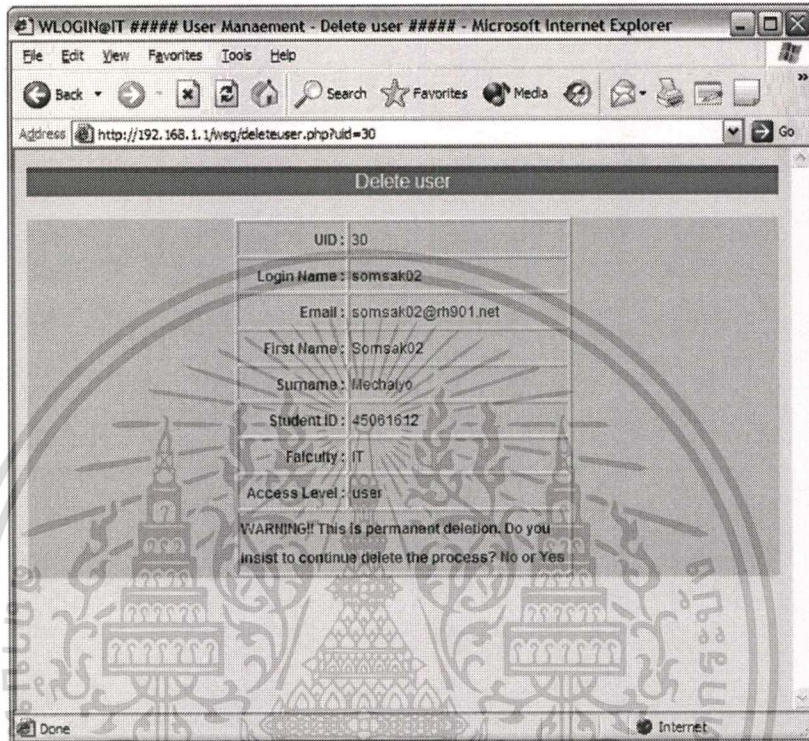 WLOGIN@IT ##### User Manaement - Delete user ##### - Microsoft Internet Explorer
File Edit View Favorites Tools Help
Back Search Favorites Media
Address http://192.168.1.1/wsg/deleteuser.php?uid=30 Go
Delete user
UID : 30
Login Name : somsak02
Email : somsak02@rh901.net
First Name : Somsak02
Surname : Mechaiyo
Student ID : 45061612
Falculty : IT
Access Level : user
WARNING!! This is permanent deletion. Do you
insist to continue delete the process? No or Yes
Done Internet